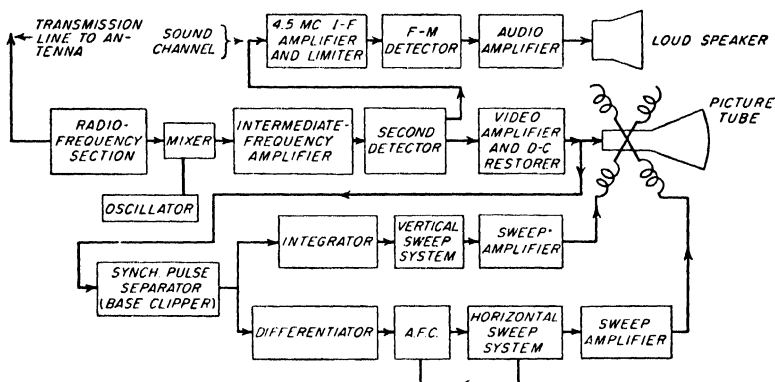 TRANSMISSION
LINE TO AN-
TENNA
SOUND
CHANNEL
4.5 MC I-F
AMPLIFIER
AND LIMITER
F-M
DETECTOR
AUDIO
AMPLIFIER
LOUD SPEAKER
RADIO-
FREQUENCY
SECTION
MIXER
INTERMEDIATE-
FREQUENCY
AMPLIFIER
SECOND
DETECTOR
VIDEO
AMPLIFIER
AND D-C
RESTORER
PICTURE
TUBE
OSCILLATOR
INTEGRATOR
VERTICAL
SWEEP
SYSTEM
SWEEP
AMPLIFIER
SYNCH. PULSE
SEPARATOR
(BASE CLIPPER)
DIFFERENTIATOR
A.F.C.
HORIZONTAL
SWEEP
SYSTEM
SWEEP
AMPLIFIER